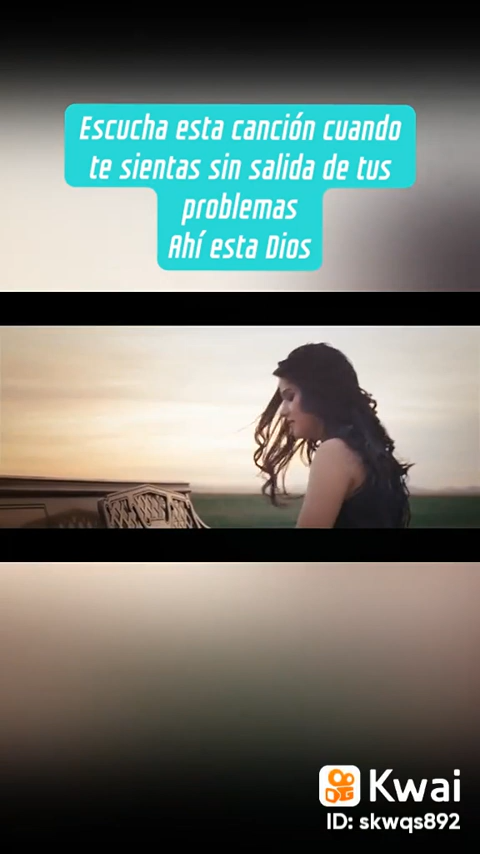 Escucha esta canción cuando
te sientas sin salida de tus
problemas
Ahí esta Dios
Kwai
ID: skwqs892